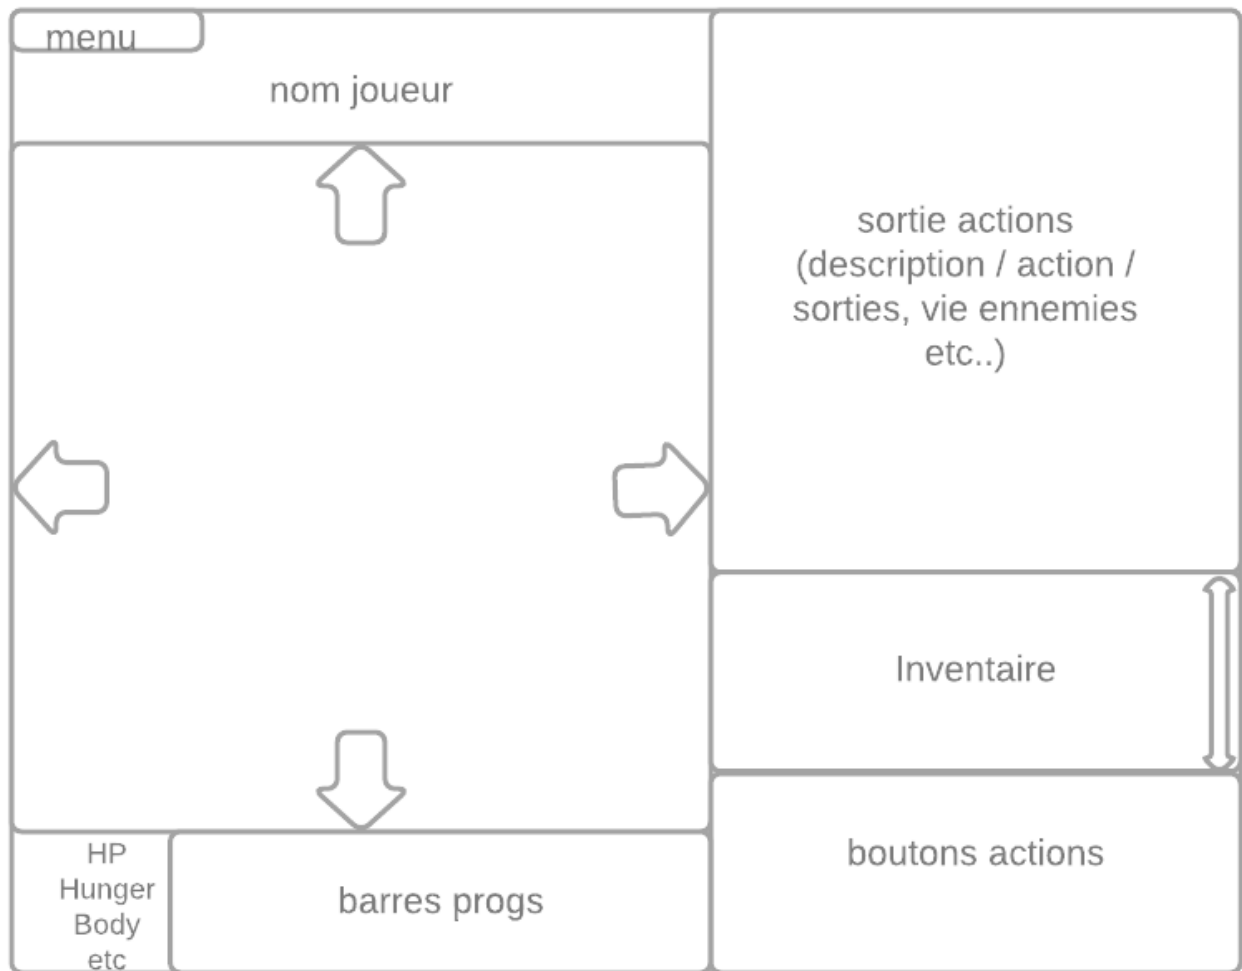 menu
nom joueur
sortie actions
(description / action /
sorties, vie ennemies
etc..)
Inventaire
boutons actions
HP
Hunger
Body
etc
barres progs